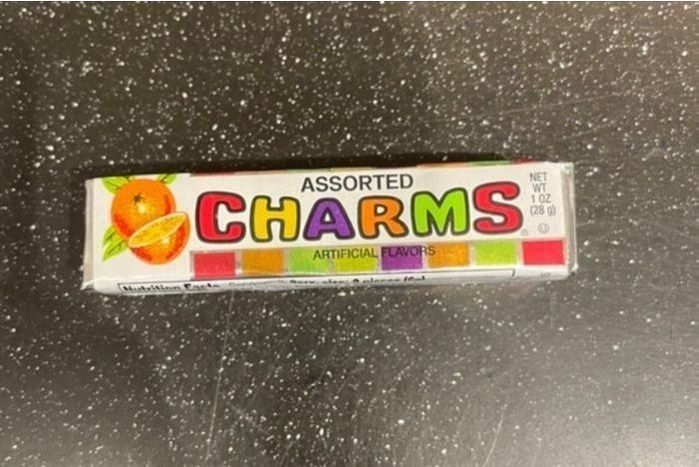 ASSORTED
CHARMS
ARTIFICIAL FLAVORS
NET
WT
1 OZ
(28 g)
Nutrition Facts